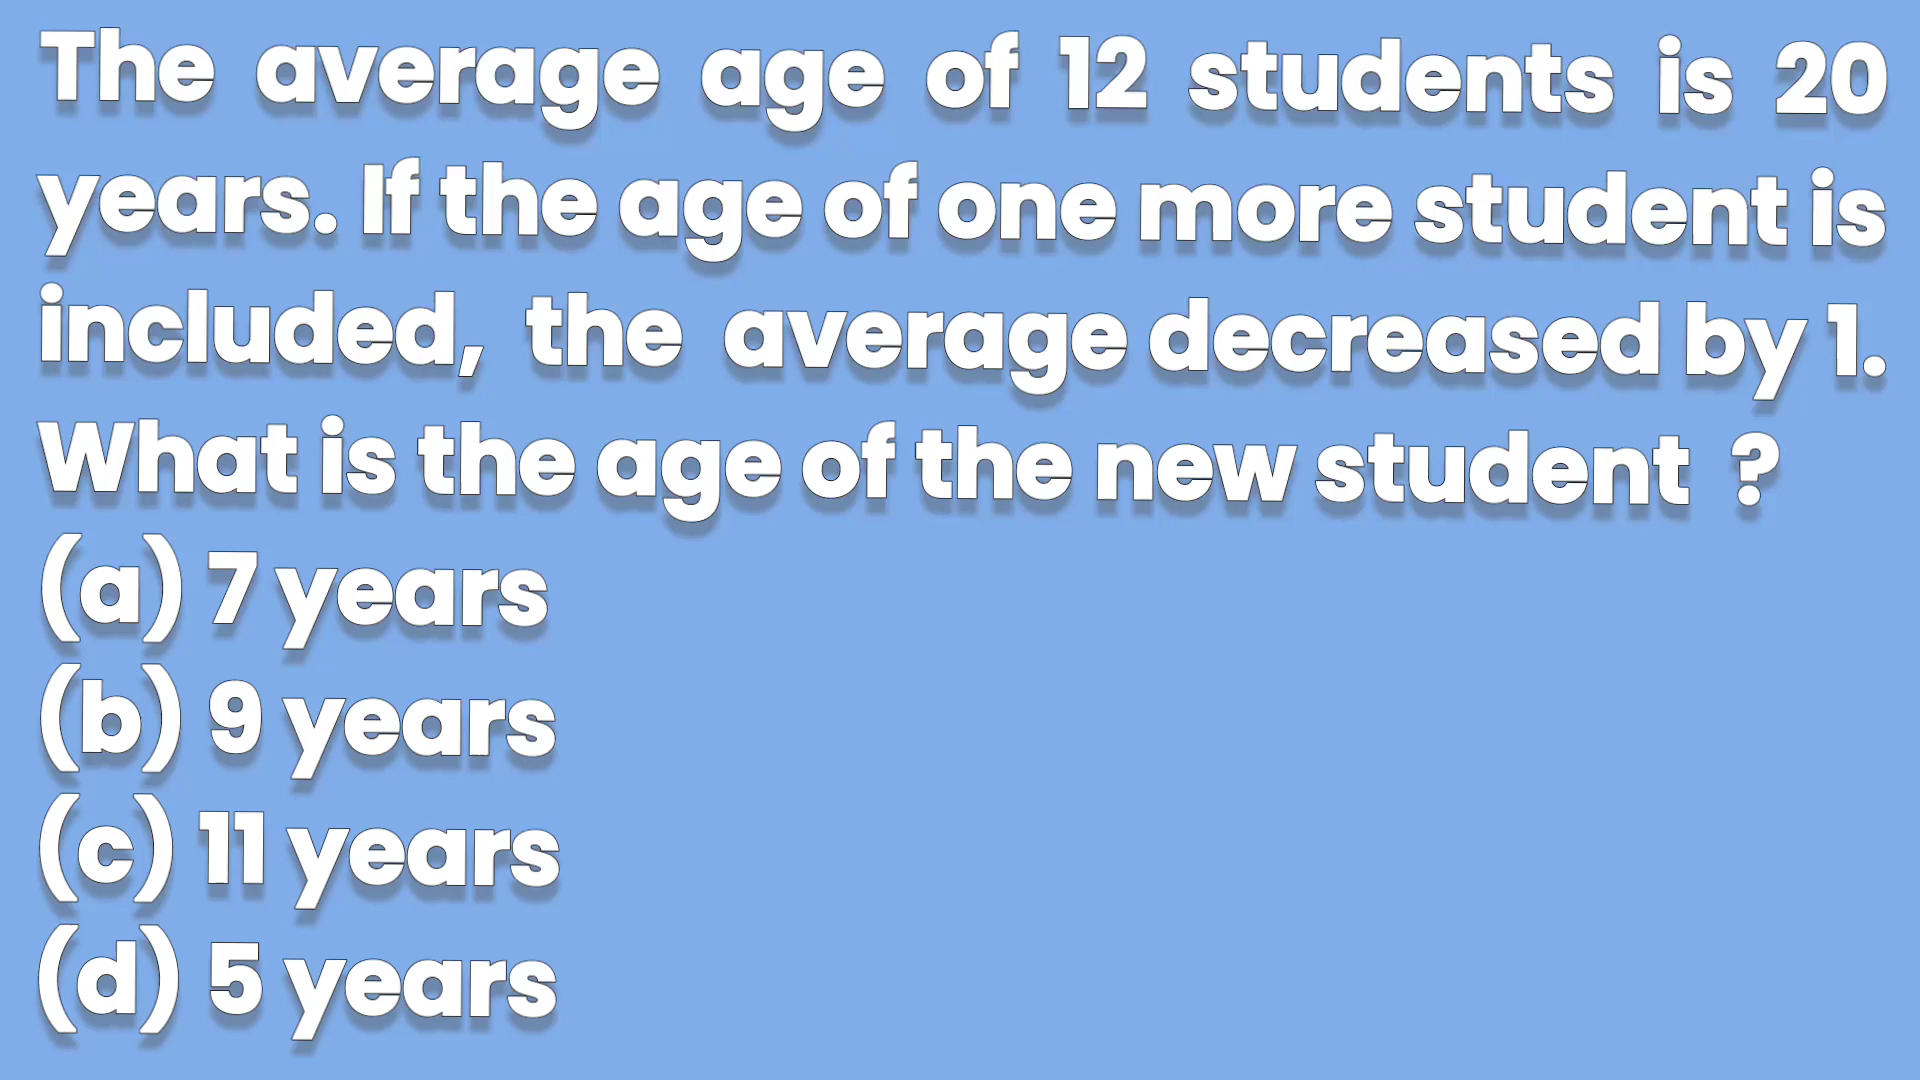 The average age of 12 students is 20
years. If the age of one more student is
included, the average decreased by 1.
What is the age of the new student ?
(a) 7 years
(b) 9 years
(c) 11 years
(d) 5 years